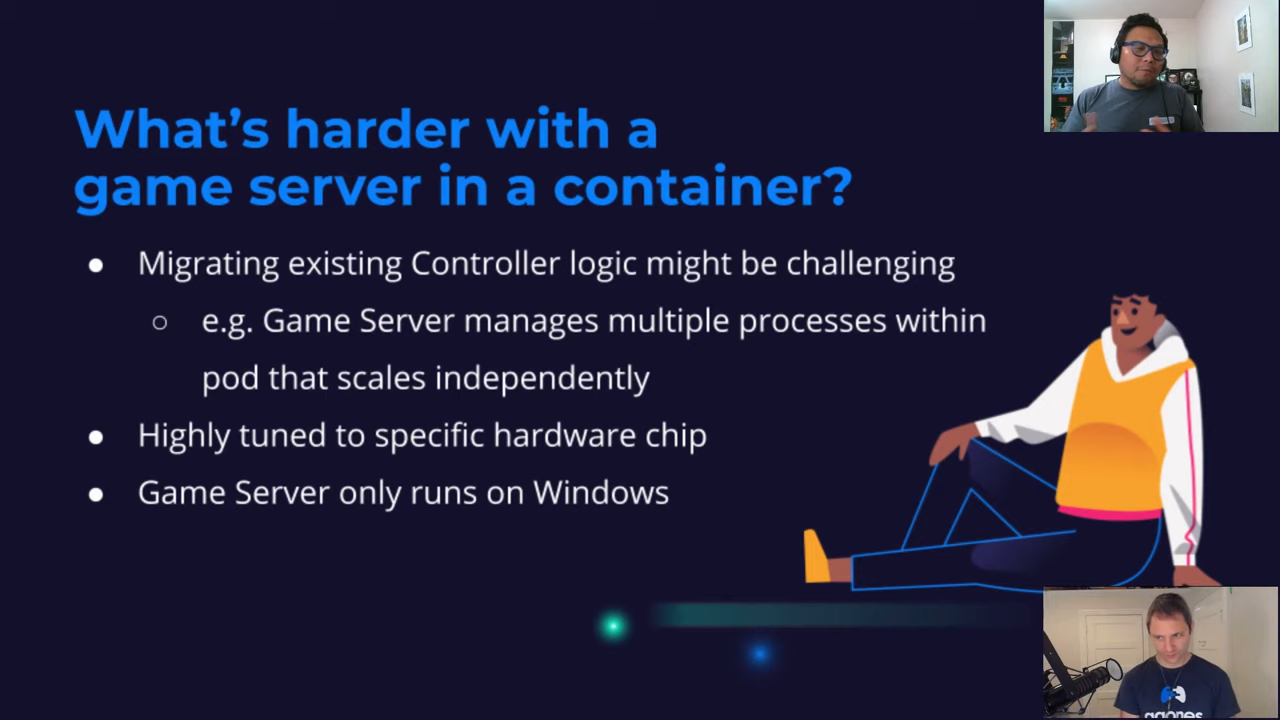 What's harder with a
game server in a container?
● Migrating existing Controller logic might be challenging
○ e.g. Game Server manages multiple processes within
pod that scales independently
● Highly tuned to specific hardware chip
● Game Server only runs on Windows
agones